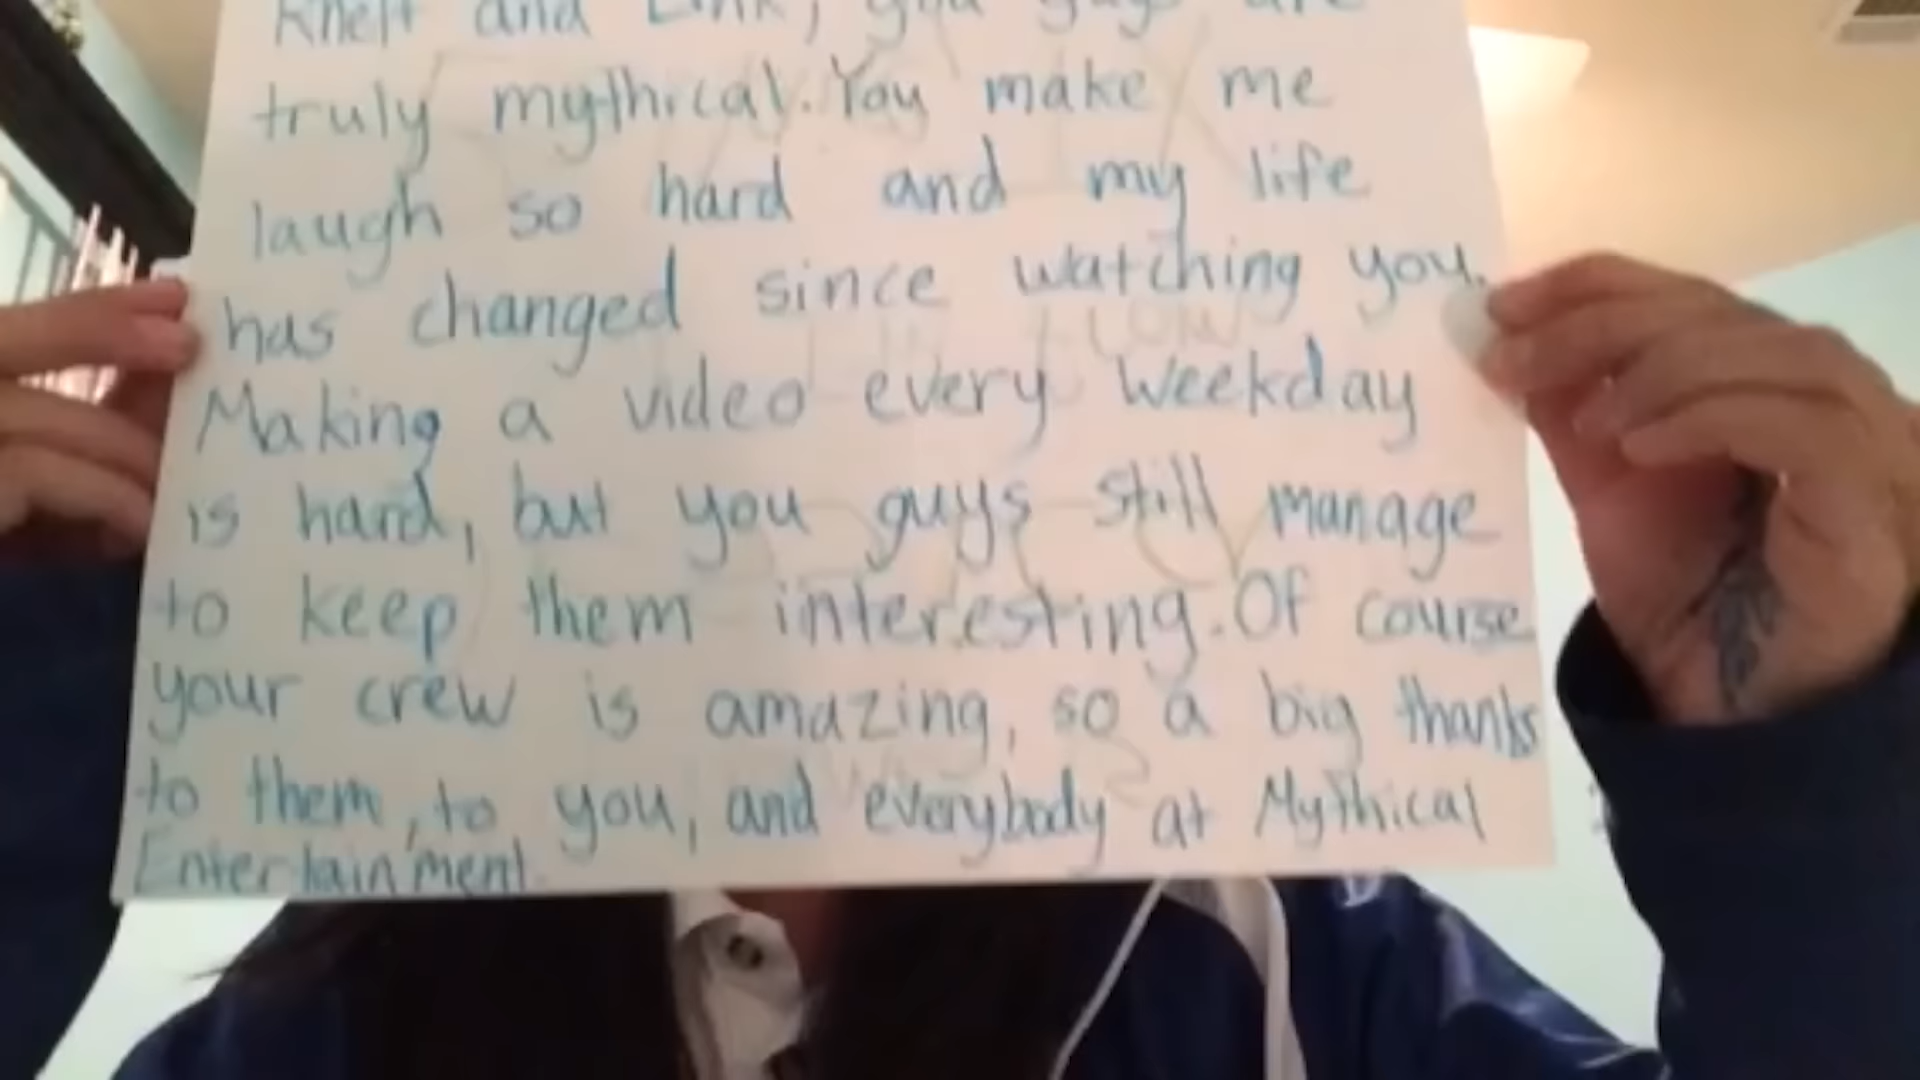 Rhett and Link, you guys are
truly mythical. You make me
laugh so hard and my life
has changed since watching you.
Making a video every weekday
is hard, but you guys still manage
to keep them interesting. Of course
your crew is amazing, so a big thanks
to them, to you, and everybody at Mythical
Entertainment.